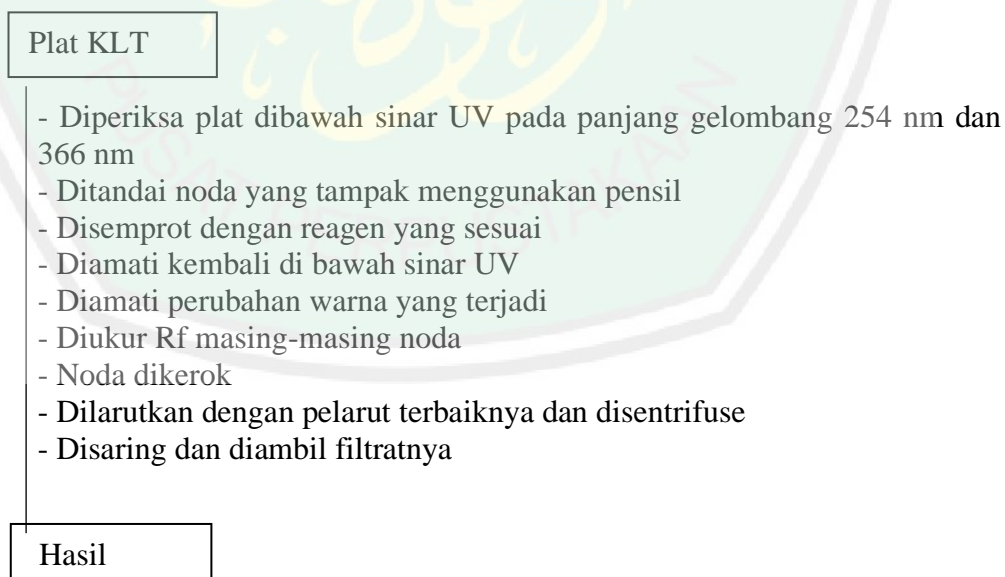 Plat KLT
- Diperiksa plat dibawah sinar UV pada panjang gelombang 254 nm dan
366 nm
- Ditandai noda yang tampak menggunakan pensil
- Disemprot dengan reagen yang sesuai
- Diamati kembali di bawah sinar UV
- Diamati perubahan warna yang terjadi
- Diukur Rf masing-masing noda
- Noda dikerok
- Dilarutkan dengan pelarut terbaiknya dan disentrifuse
- Disaring dan diambil filtratnya
Hasil